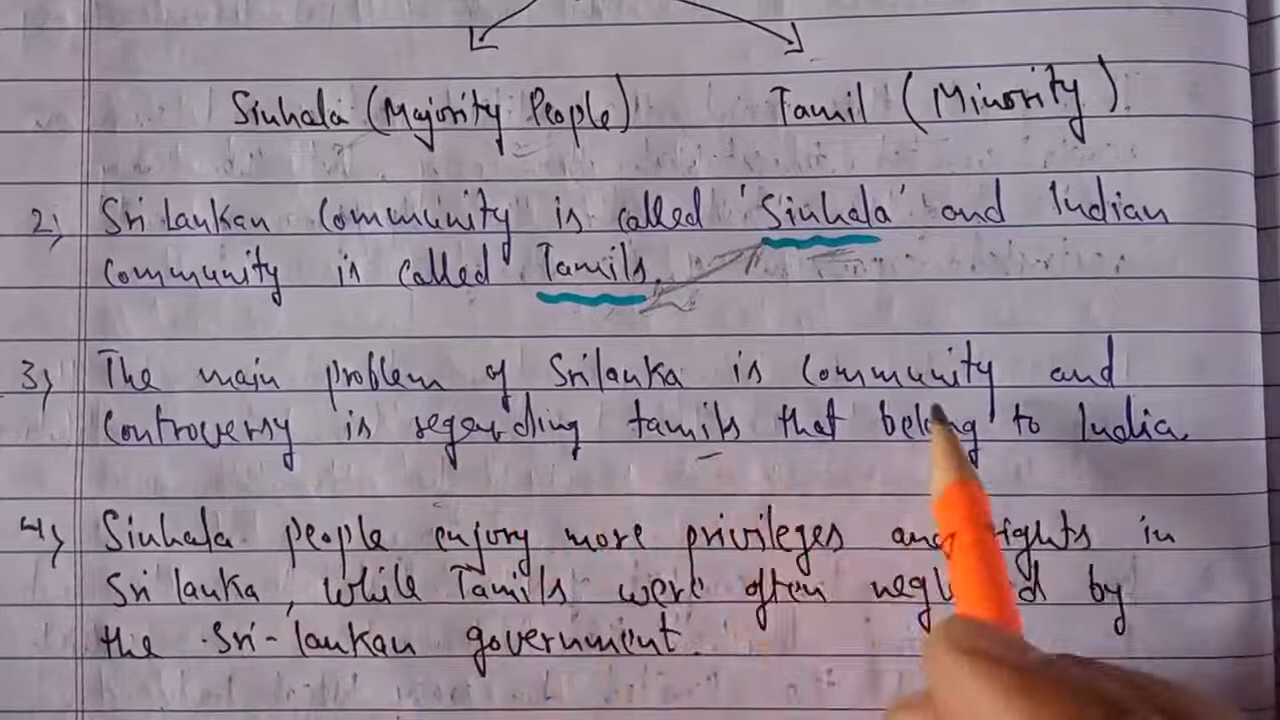 Sinhala (Majority People) Tamil (Minority)
2) Sri Lankan Community is called 'Sinhala' and Indian
community is called Tamils.
3) The main problem of Srilanka is Community and
Controversy is regarding tamils that belong to India.
4) Sinhala people enjory more privileges and rights in
Sri lanka, while Tamils were often by
the Sri-lankan government.